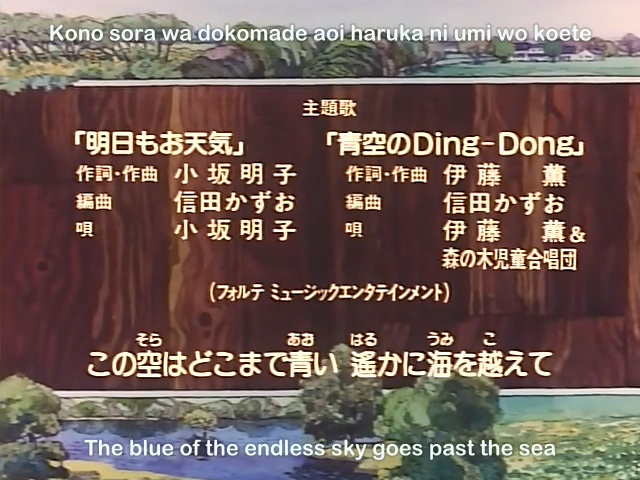 Kono sora wa dokomade aoi haruka ni umi wo koete
主題歌
「明日もお天気」
作詞・作曲 小坂明子
編曲 信田かずお
唄 小坂明子
「青空のDing-Dong」
作詞・作曲 伊藤 薫
編曲 信田かずお
唄 伊藤 薫&
森の木児童合唱団
(フォルテ ミュージックエンタテインメント)
そら あお はる うみ こ
この空はどこまで青い 遥かに海を越えて
The blue of the endless sky goes past the sea